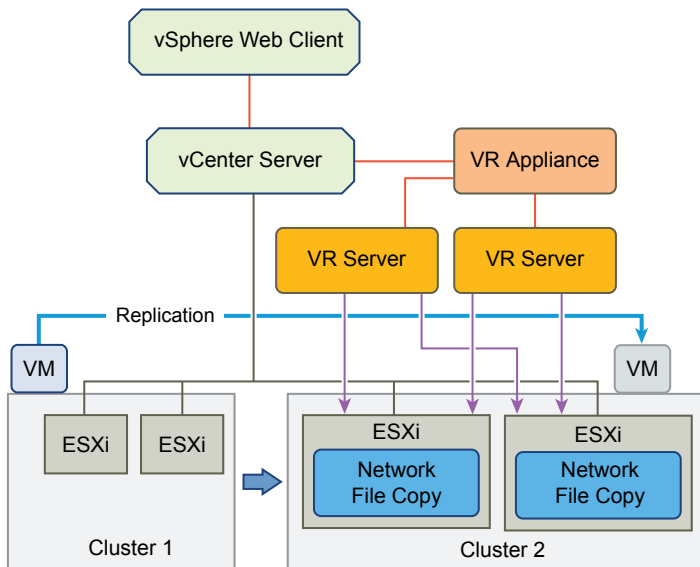 vSphere Web Client
vCenter Server
VR Appliance
VR Server
VR Server
Replication
VM
VM
ESXi
ESXi
ESXi
Network
File Copy
ESXi
Network
File Copy
Cluster 1
Cluster 2